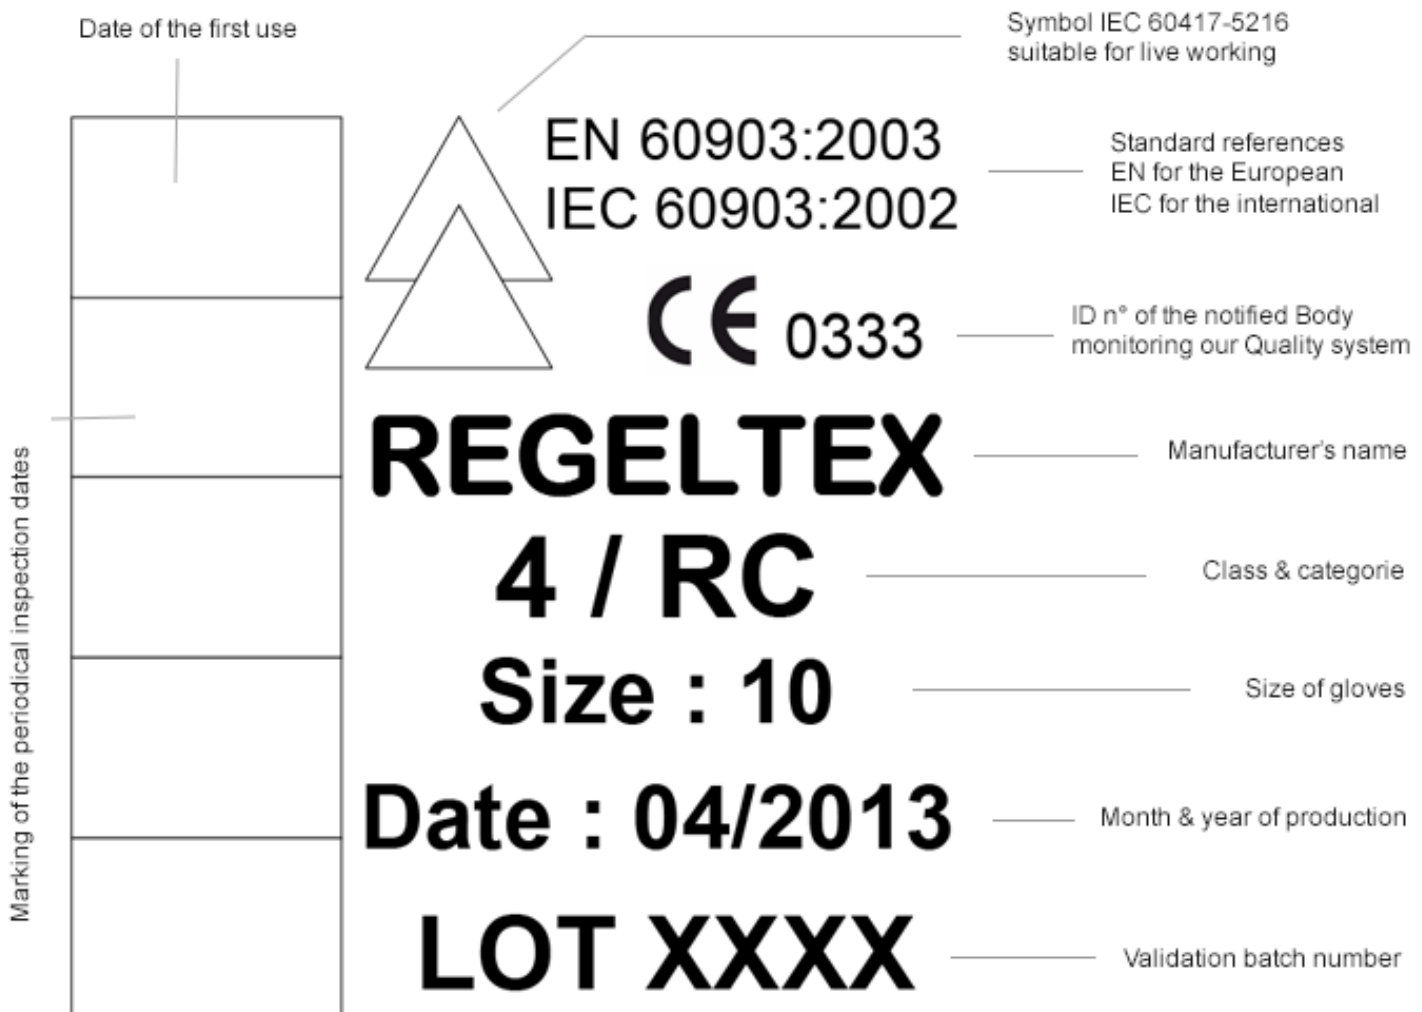 Date of the first use
Symbol IEC 60417-5216
suitable for live working
EN 60903:2003
IEC 60903:2002
Standard references
EN for the European
IEC for the international
CE 0333
ID n° of the notified Body
monitoring our Quality system
REGELTEX
Manufacturer's name
4 / RC
Class & categorie
Size : 10
Size of gloves
Date : 04/2013
Month & year of production
LOT XXXX
Validation batch number
Marking of the periodical inspection dates